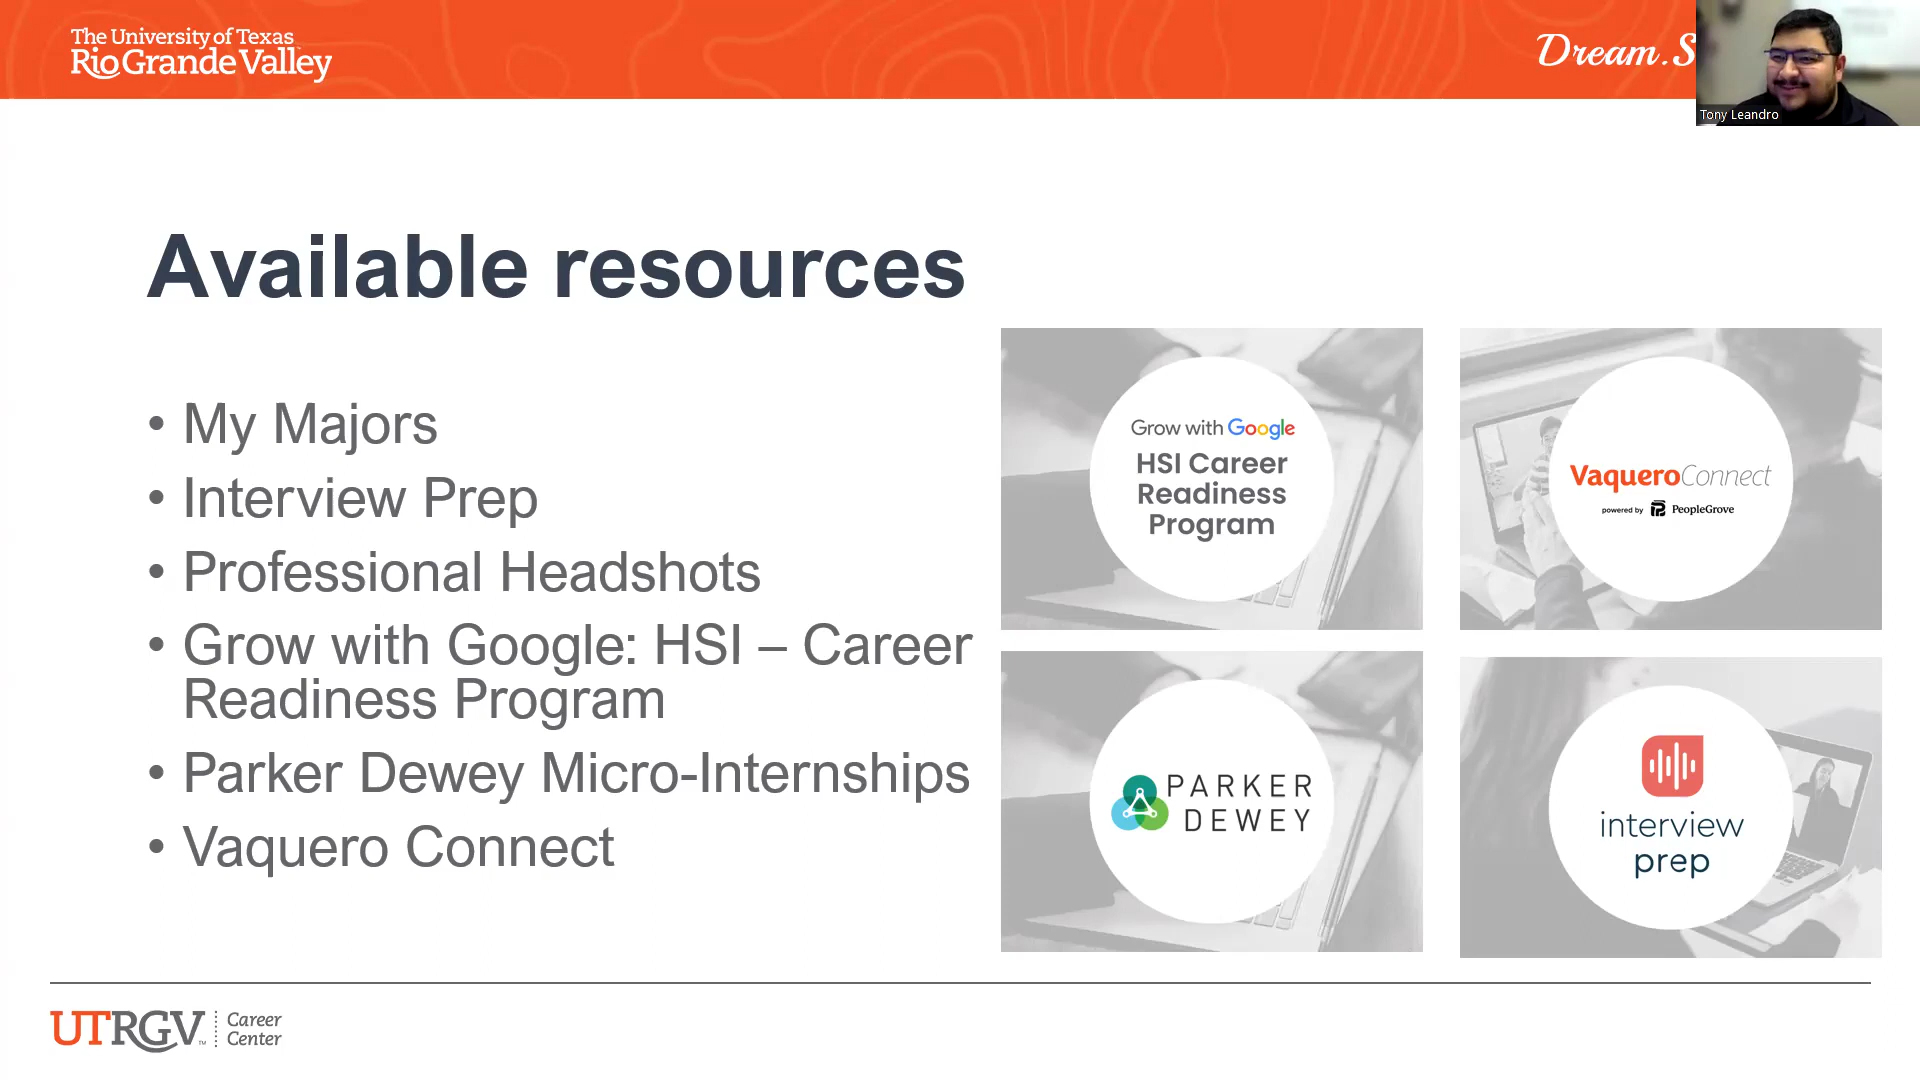 The University of Texas
Rio Grande Valley
Dream.S
Tony Leandro
Available resources
• My Majors
• Interview Prep
• Professional Headshots
• Grow with Google: HSI – Career
Readiness Program
• Parker Dewey Micro-Internships
• Vaquero Connect
Grow with Google
HSI Career
Readiness
Program
VaqueroConnect
powered by PeopleGrove
PARKER
DEWEY
interview
prep
UTRGV™
Career
Center